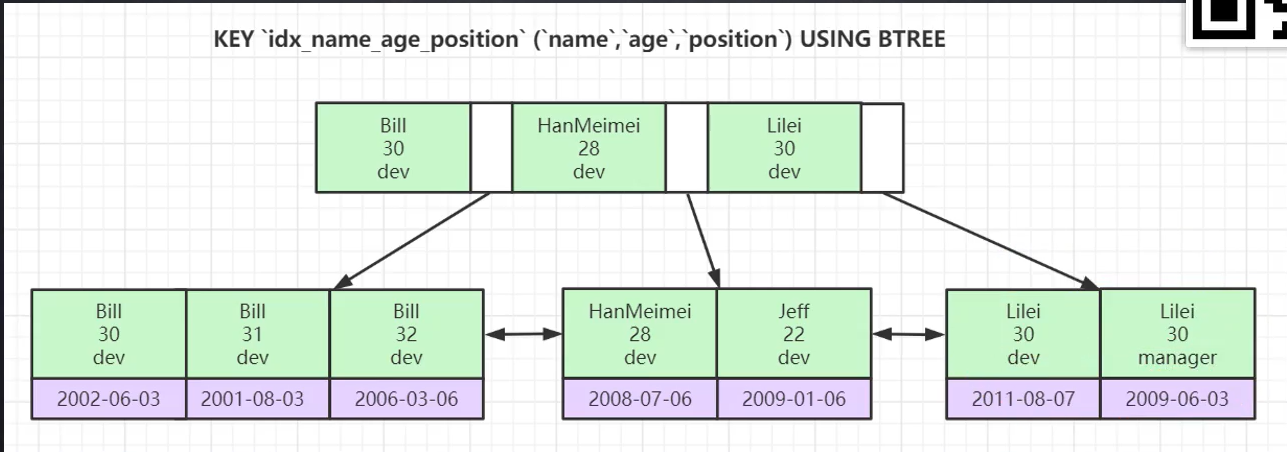 KEY `idx_name_age_position` (`name`,`age`,`position`) USING BTREE
Bill
30
dev
HanMeimei
28
dev
Lilei
30
dev
Bill
30
dev
2002-06-03
Bill
31
dev
2001-08-03
Bill
32
dev
2006-03-06
HanMeimei
28
dev
2008-07-06
Jeff
22
dev
2009-01-06
Lilei
30
dev
2011-08-07
Lilei
30
manager
2009-06-03